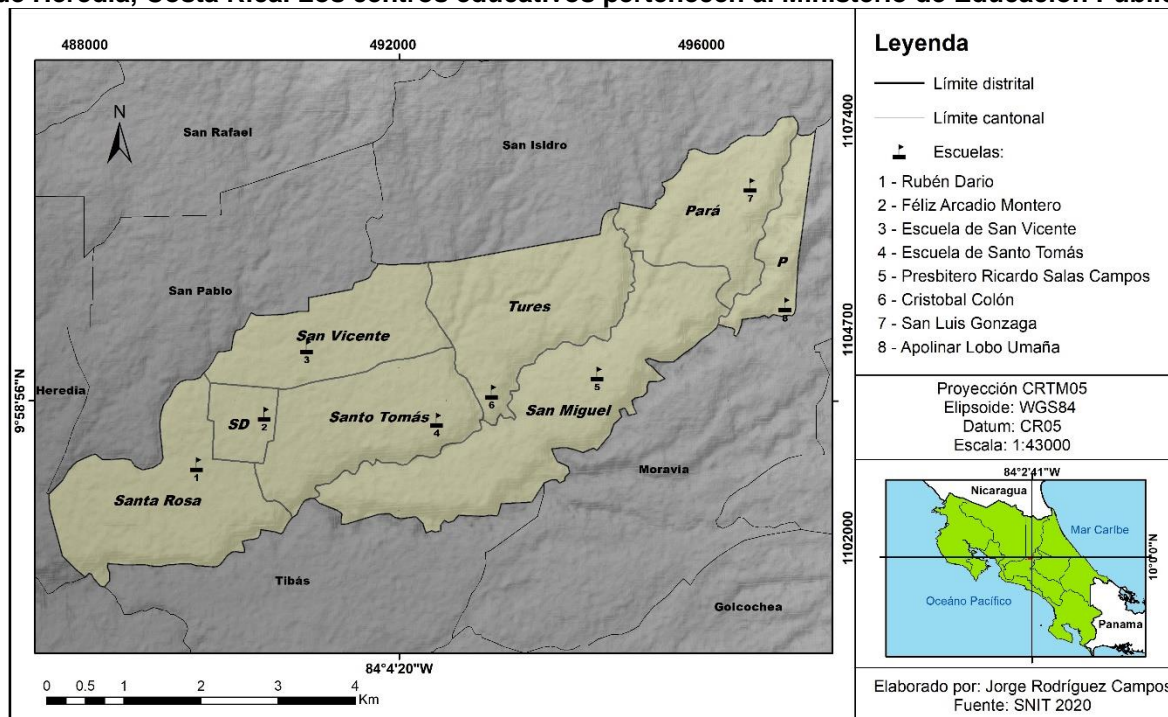 de Heredia, Costa Rica. Los centros educativos pertenecen al Ministerio de Educación
488000
492000
496000
N
San Rafael
San Isidro
1107400
Pará
7
P
8
San Pablo
Tures
San Vicente
3
1104700
Heredia
9°58'56"N
SD
2
Santo Tomás
4
6
5
San Miguel
Moravia
1
Santa Rosa
1102000
Tibás
Golcochea
84°4'20"W
0 0.5 1 2 3 4
Km
Leyenda
Límite distrital
Límite cantonal
Escuelas:
1 - Rubén Dario
2 - Féliz Arcadio Montero
3 - Escuela de San Vicente
4 - Escuela de Santo Tomás
5 - Presbitero Ricardo Salas Campos
6 - Cristobal Colón
7 - San Luis Gonzaga
8 - Apolinar Lobo Umaña
Proyección CRTM05
Elipsoide: WGS84
Datum: CR05
Escala: 1:43000
84°2'41"W
Nicaragua
Mar Caríbe
10°0'0"N
Oceáno Pacífico
Panama
Elaborado por: Jorge Rodríguez Campos
Fuente: SNIT 2020